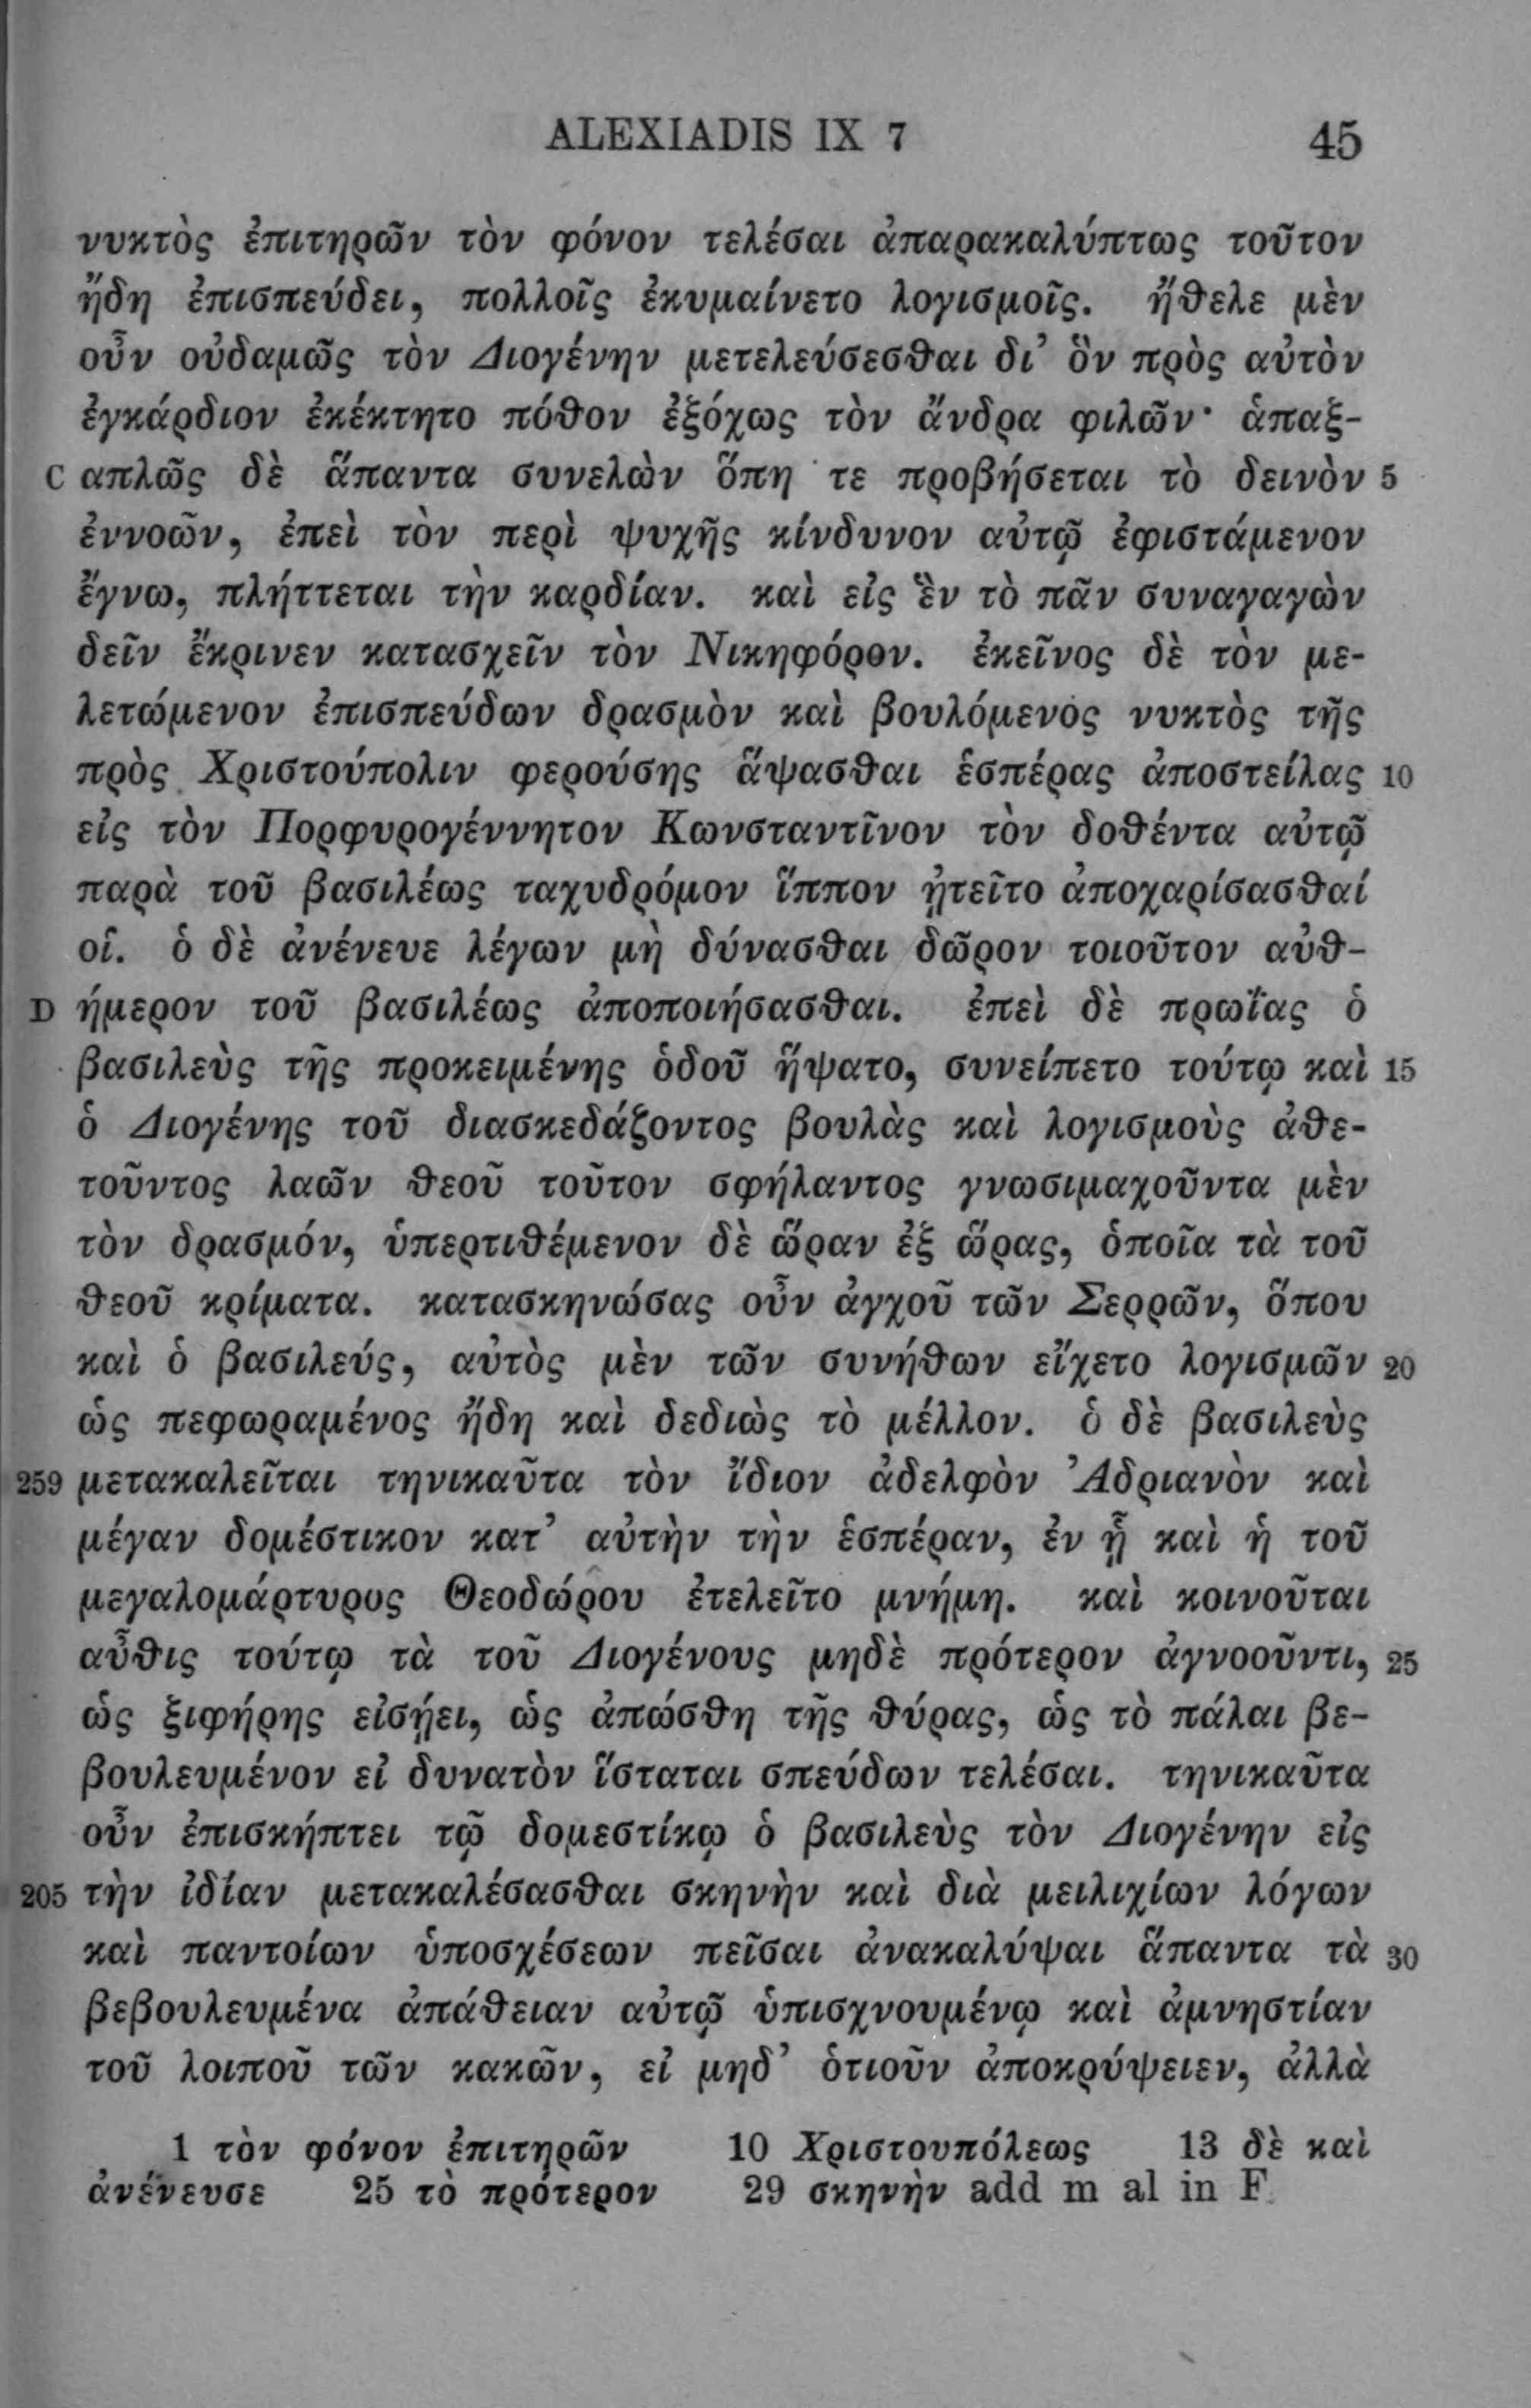 ALEXIADIS IX 7 45
νυκτὸς ἐπιτηρῶν τὸν φόνον τελέσαι ἀπαρακαλύπτως τοῦτον
ἤδη ἐπισπεύδει, πολλοῖς ἐκυμαίνετο λογισμοῖς. ἤθελε μὲν
οὖν οὐδαμῶς τὸν Διογένην μετελεύσεσθαι δι’ ὃν πρὸς αὐτὸν
ἐγκάρδιον ἐκέκτητο πόθον ἐξόχως τὸν ἄνδρα φιλῶν· ἁπαξ-
C απλῶς δὲ ἅπαντα συνελὼν ὅπη τε προβήσεται τὸ δεινὸν 5
ἐννοῶν, ἐπεὶ τὸν περὶ ψυχῆς κίνδυνον αὐτῷ ἐφιστάμενον
ἔγνω, πλήττεται τὴν καρδίαν. καὶ εἰς ἓν τὸ πᾶν συναγαγὼν
δεῖν ἔκρινεν κατασχεῖν τὸν Νικηφόρον. ἐκεῖνος δὲ τὸν με-
λετώμενον ἐπισπεύδων δρασμὸν καὶ βουλόμενος νυκτὸς τῆς
πρὸς Χριστούπολιν φερούσης ἅψασθαι ἑσπέρας ἀποστείλας 10
εἰς τὸν Πορφυρογέννητον Κωνσταντῖνον τὸν δοθέντα αὐτῷ
παρὰ τοῦ βασιλέως ταχυδρόμον ἵππον ᾐτεῖτο ἀποχαρίσασθαί
οἱ. ὁ δὲ ἀνένευε λέγων μὴ δύνασθαι δῶρον τοιοῦτον αὐθ-
D ήμερον τοῦ βασιλέως ἀποποιήσασθαι. ἐπεὶ δὲ πρωΐας ὁ
βασιλεὺς τῆς προκειμένης ὁδοῦ ἥψατο, συνείπετο τούτῳ καὶ 15
ὁ Διογένης τοῦ διασκεδάζοντος βουλὰς καὶ λογισμοὺς ἀθε-
τοῦντος λαῶν θεοῦ τοῦτον σφήλαντος γνωσιμαχοῦντα μὲν
τὸν δρασμόν, ὑπερτιθέμενον δὲ ὥραν ἐξ ὥρας, ὁποῖα τὰ τοῦ
θεοῦ κρίματα. κατασκηνώσας οὖν ἀγχοῦ τῶν Σερρῶν, ὅπου
καὶ ὁ βασιλεύς, αὐτὸς μὲν τῶν συνήθων εἴχετο λογισμῶν 20
ὡς πεφωραμένος ἤδη καὶ δεδιὼς τὸ μέλλον. ὁ δὲ βασιλεὺς
259 μετακαλεῖται τηνικαῦτα τὸν ἴδιον ἀδελφὸν Ἀδριανὸν καὶ
μέγαν δομέστικον κατ’ αὐτὴν τὴν ἑσπέραν, ἐν ᾗ καὶ ἡ τοῦ
μεγαλομάρτυρος Θεοδώρου ἐτελεῖτο μνήμη. καὶ κοινοῦται
αὖθις τούτῳ τὰ τοῦ Διογένους μηδὲ πρότερον ἀγνοοῦντι, 25
ὡς ξιφήρης εἰσῄει, ὡς ἀπώσθη τῆς θύρας, ὡς τὸ πάλαι βε-
βουλευμένον εἰ δυνατὸν ἵσταται σπεύδων τελέσαι. τηνικαῦτα
οὖν ἐπισκήπτει τῷ δομεστίκῳ ὁ βασιλεὺς τὸν Διογένην εἰς
205 τὴν ἰδίαν μετακαλέσασθαι σκηνὴν καὶ διὰ μειλιχίων λόγων
καὶ παντοίων ὑποσχέσεων πεῖσαι ἀνακαλύψαι ἅπαντα τὰ 30
βεβουλευμένα ἀπάθειαν αὐτῷ ὑπισχνουμένῳ καὶ ἀμνηστίαν
τοῦ λοιποῦ τῶν κακῶν, εἰ μηδ’ ὁτιοῦν ἀποκρύψειεν, ἀλλὰ
1 τὸν φόνον ἐπιτηρῶν 10 Χριστουπόλεως 13 δὲ καὶ
ἀνένευσε 25 τὸ πρότερον 29 σκηνὴν add m al in F